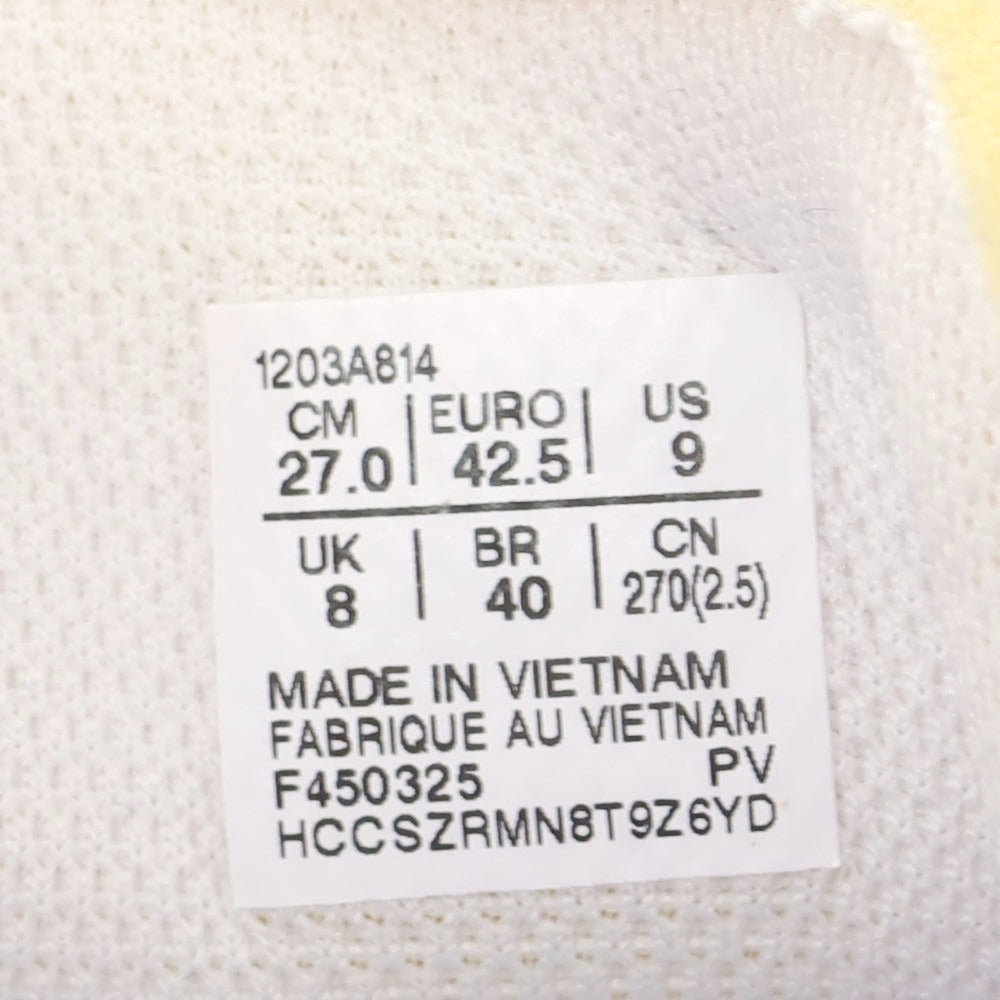 1203A814
CM | EURO | US
27.0 | 42.5 | 9
UK | BR | CN
8 | 40 | 270(2.5)
MADE IN VIETNAM
FABRIQUE AU VIETNAM
F450325 PV
HCCSZRMN8T9Z6YD